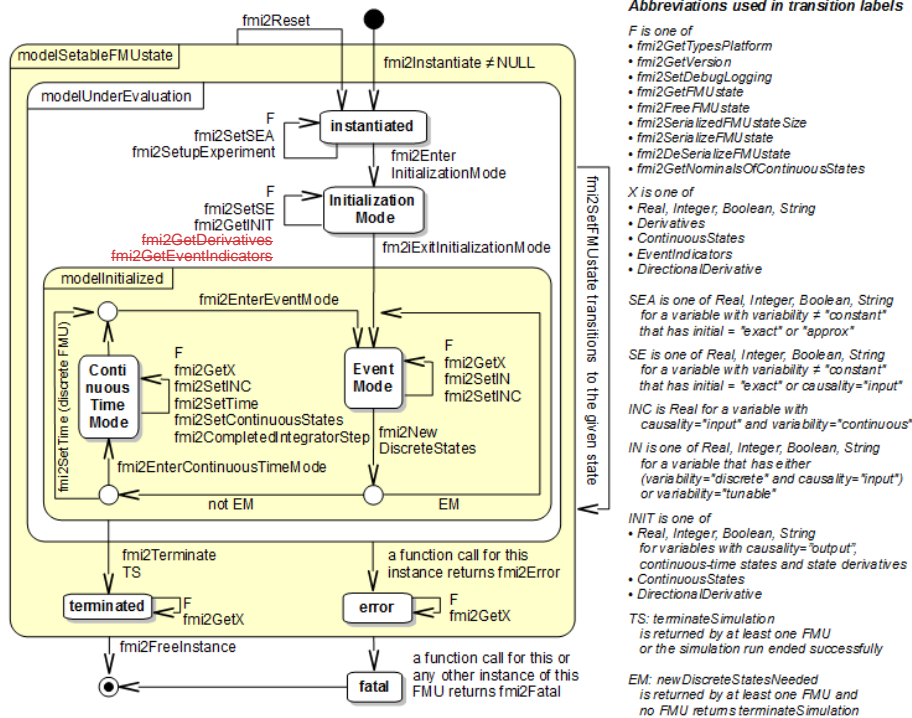 fmi2Reset
modelSetableFMUstate
fmi2Instantiate ≠ NULL
modelUnderEvaluation
F
fmi2SetSEA
fmi2SetupExperiment
instantiated
fmi2Enter
InitializationMode
F
fmi2SetSE
fmi2GetINIT
fmi2GetDerivatives
fmi2GetEventIndicators
Initialization
Mode
fm2iExitInitializationMode
modelInitialized
fmi2EnterEventMode
fmi2SetTime (discrete FMU)
Conti
nuous
Time
Mode
F
fmi2GetX
fmi2SetINC
fmi2SetTime
fmi2SetContinuousStates
fmi2CompletedIntegratorStep
Event
Mode
F
fmi2GetX
fmi2SetIN
fmi2SetINC
fmi2New
DiscreteStates
fmi2EnterContinuousTimeMode
not EM
EM
fmi2SetFMUstate transitions to the given state
fmi2Terminate
TS
a function call for this
instance returns fmi2Error
terminated
F
fmi2GetX
error
F
fmi2GetX
fmi2FreeInstance
a function call for this or
any other instance of this
FMU returns fmi2Fatal
fatal
Abbreviations used in transition labels
F is one of
• fmi2GetTypesPlatform
• fmi2GetVersion
• fmi2SetDebugLogging
• fmi2GetFMUstate
• fmi2FreeFMUstate
• fmi2SerializedFMUstateSize
• fmi2SerializeFMUstate
• fmi2DeSerializeFMUstate
• fmi2GetNominalsOfContinuousStates
X is one of
• Real, Integer, Boolean, String
• Derivatives
• ContinuousStates
• EventIndicators
• DirectionalDerivative
SEA is one of Real, Integer, Boolean, String
for a variable with variability ≠ "constant"
that has initial = "exact" or "approx"
SE is one of Real, Integer, Boolean, String
for a variable with variability ≠ "constant"
that has initial = "exact" or causality="input"
INC is Real for a variable with
causality="input" and variability="continuous"
IN is one of Real, Integer, Boolean, String
for a variable that has either
(variability="discrete" and causality="input")
or variability="tunable"
INIT is one of
• Real, Integer, Boolean, String
for variables with causality="output",
continuous-time states and state derivatives
• ContinuousStates
• DirectionalDerivative
TS: terminateSimulation
is returned by at least one FMU
or the simulation run ended successfully
EM: newDiscreteStatesNeeded
is returned by at least one FMU and
no FMU returns terminateSimulation